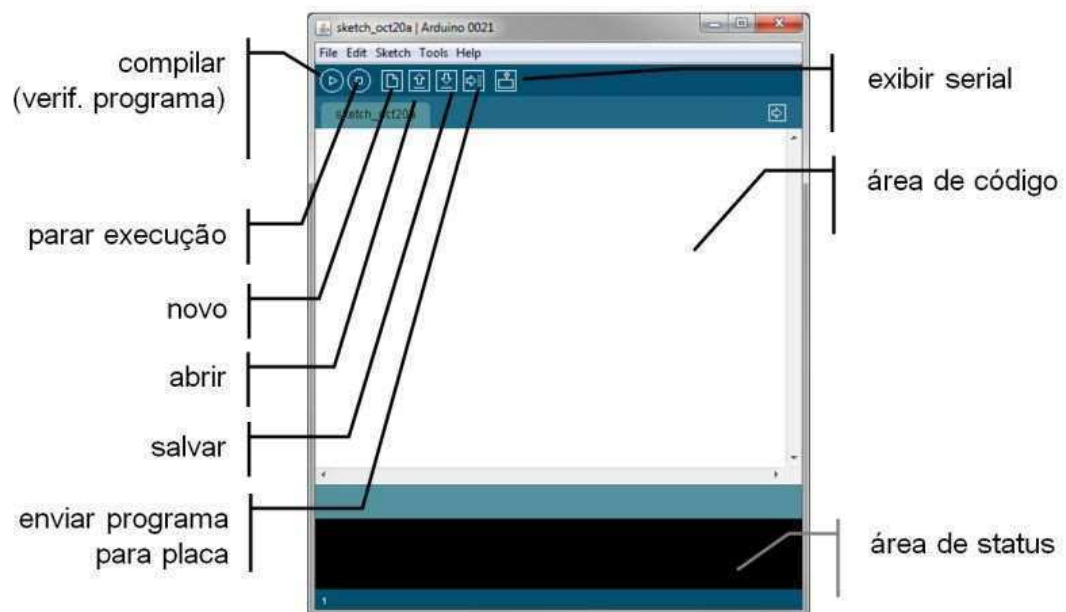 sketch_oct20a | Arduino 0021
File Edit Sketch Tools Help
sketch_oct20a
compilar
(verif. programa)
parar execução
novo
abrir
salvar
enviar programa
para placa
exibir serial
área de código
área de status
1